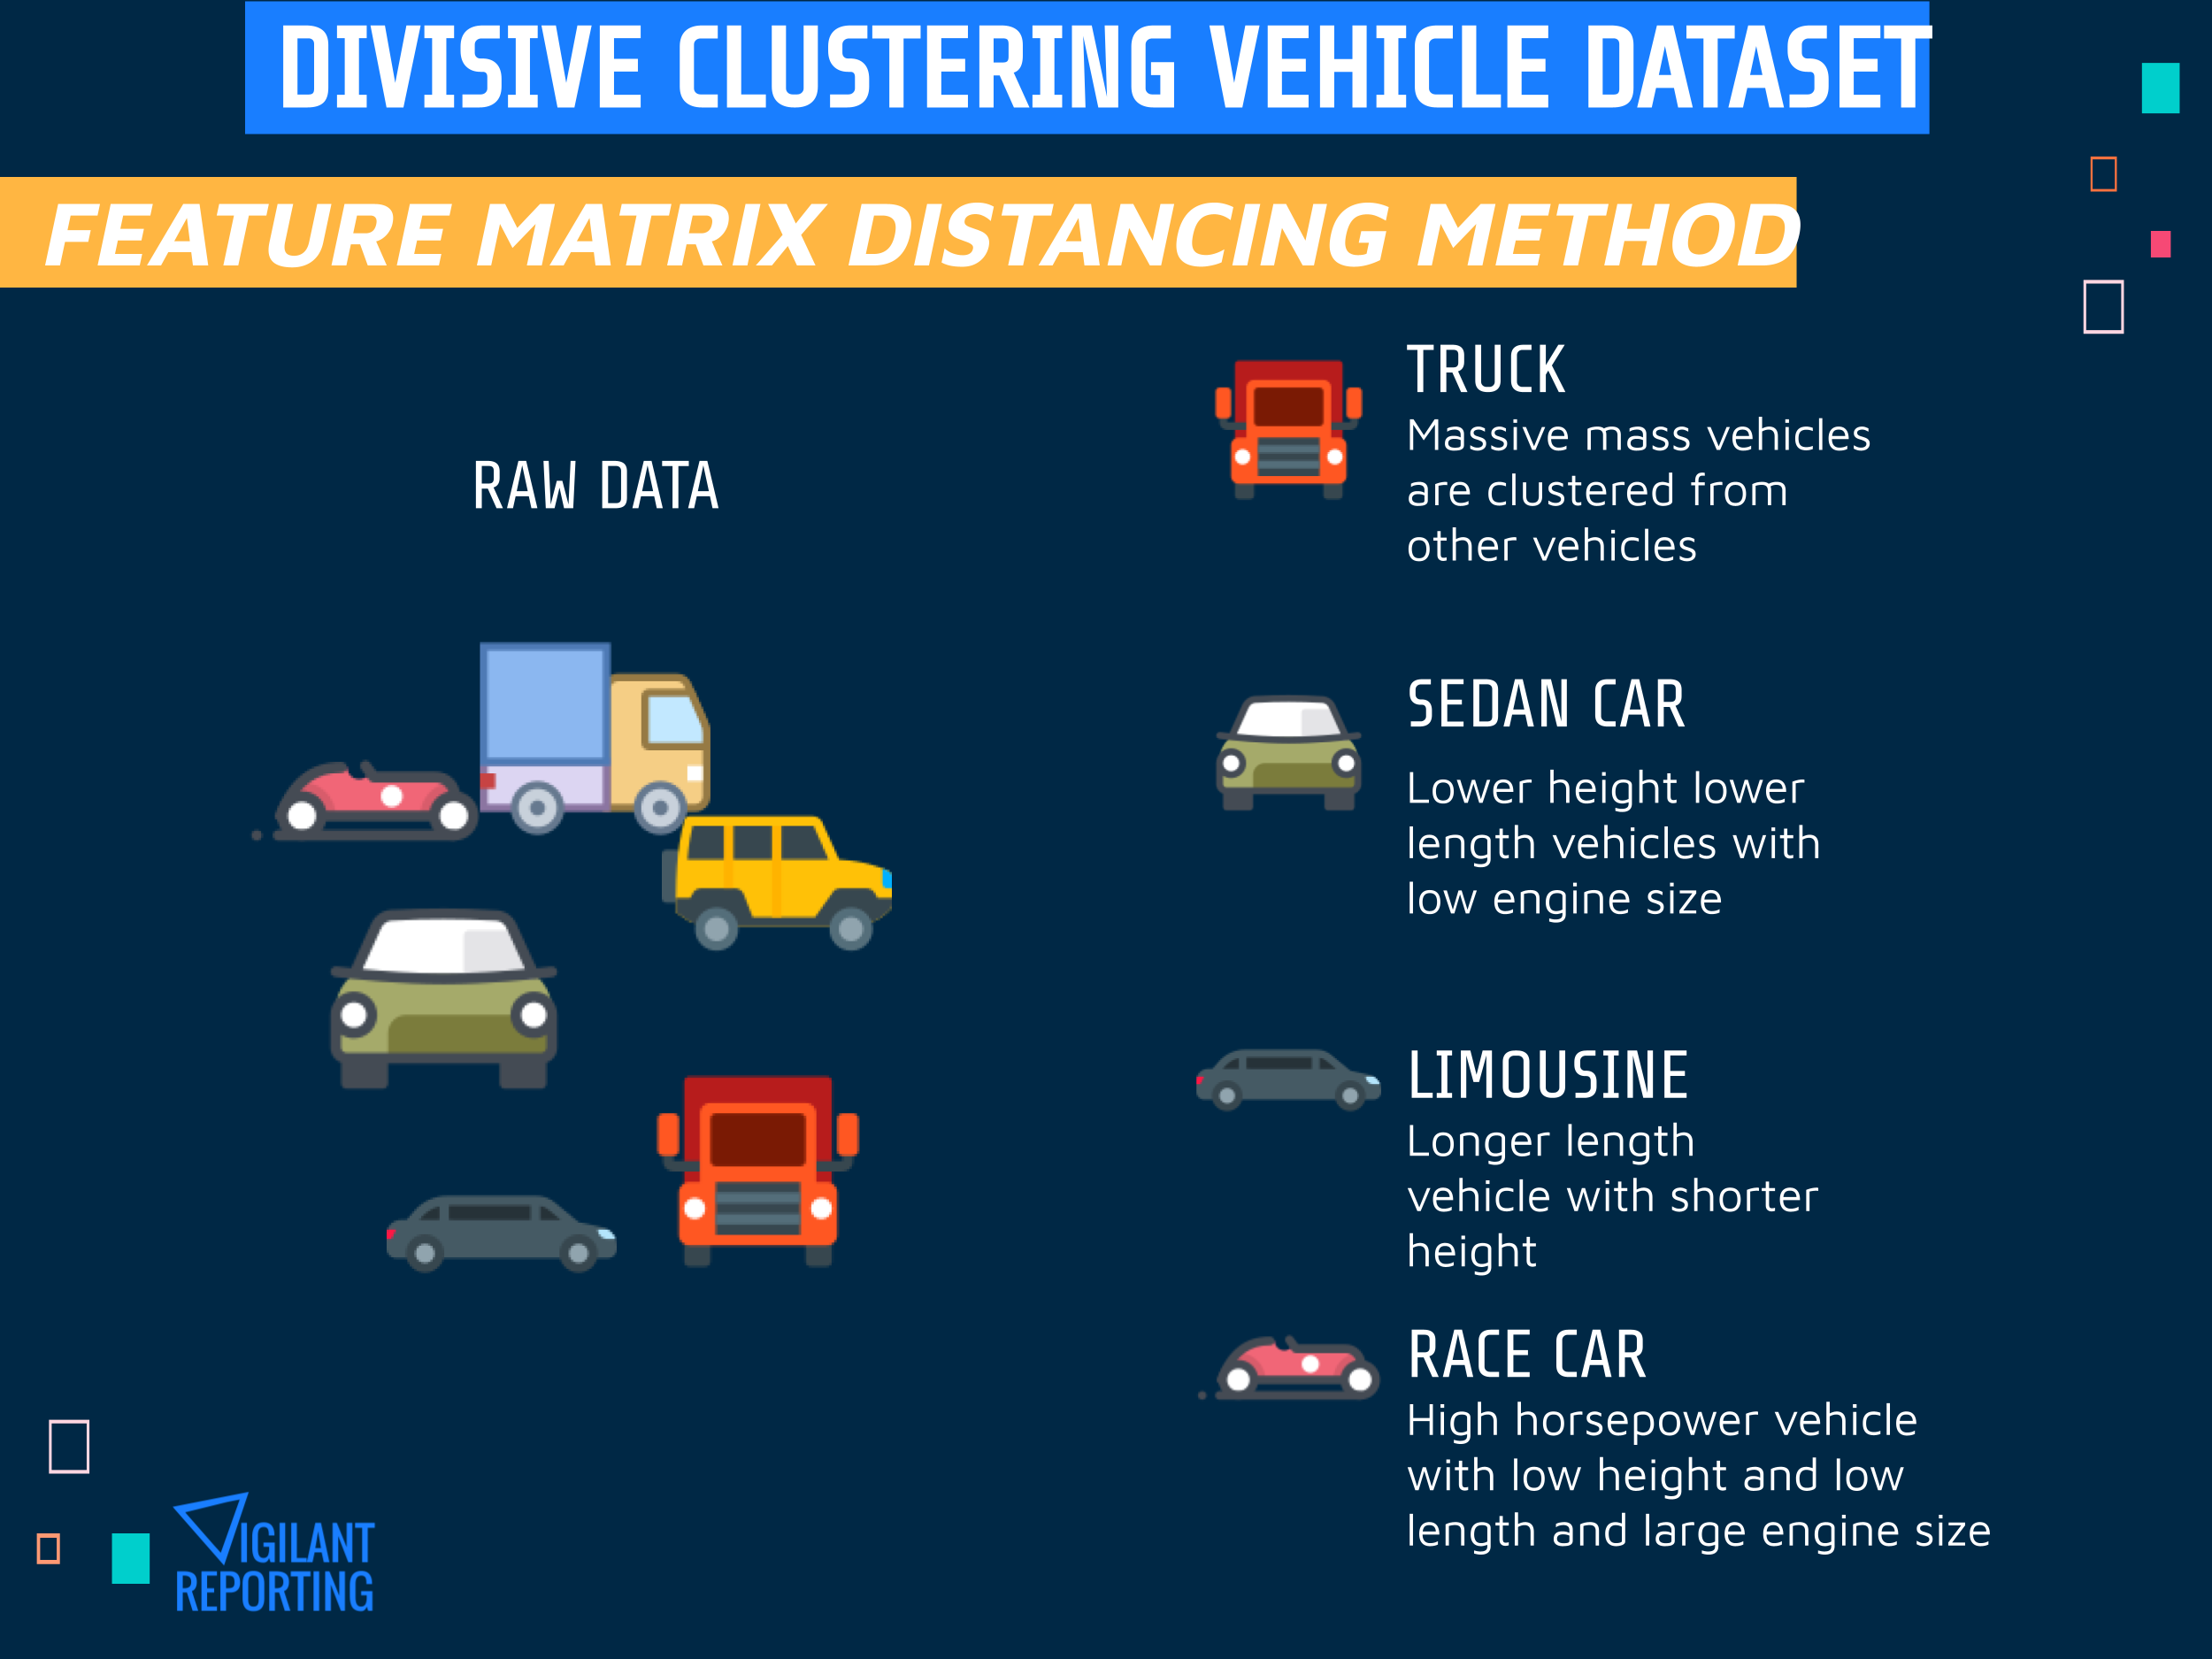 DIVISIVE CLUSTERING VEHICLE DATASET
FEATURE MATRIX DISTANCING METHOD
RAW DATA
TRUCK
Massive mass vehicles
are clustered from
other vehicles
SEDAN CAR
Lower height lower
length vehicles with
low engine size
LIMOUSINE
Longer length
vehicle with shorter
height
RACE CAR
High horsepower vehicle
with low height and low
length and large engine size
VIGILANT
REPORTING